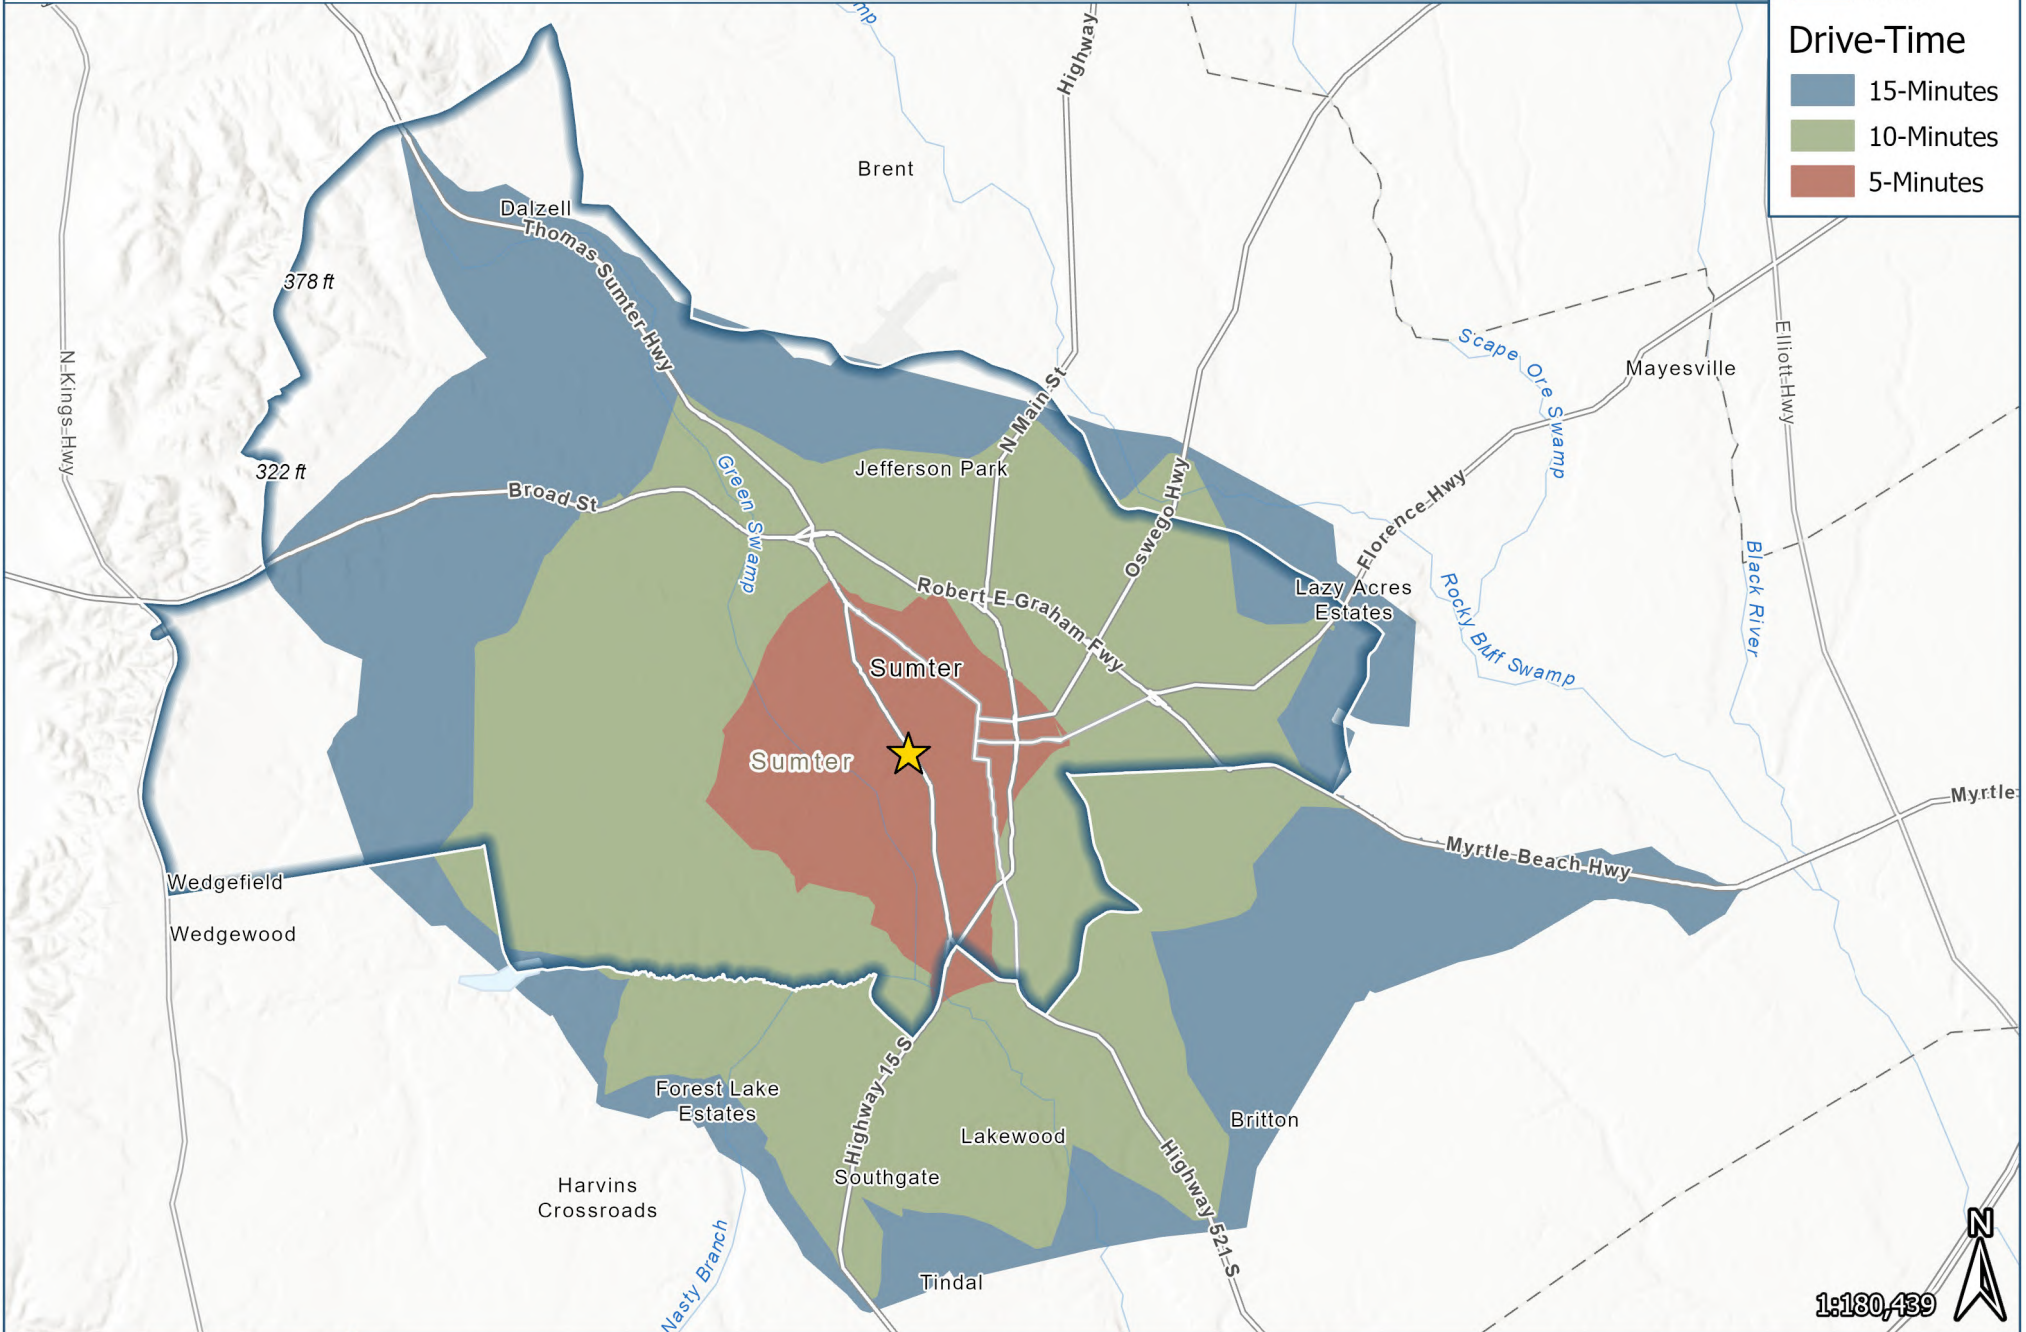 Drive-Time
15-Minutes
10-Minutes
5-Minutes
Highway
Brent
Dalzell
Thomas Sumter Hwy
378 ft
N Kings Hwy
322 ft
Broad St
Green Swamp
Jefferson Park
N Main St
Oswego Hwy
Florence Hwy
Scape Ore Swamp
Mayesville
Elliott Hwy
Black River
Rocky Bluff Swamp
Lazy Acres
Estates
Robert E Graham Fwy
Sumter
Sumter
Myrtle
Myrtle Beach Hwy
Wedgefield
Wedgewood
Forest Lake
Estates
Highway 15 S
Lakewood
Britton
Southgate
Highway 521 S
Harvins
Crossroads
Nasty Branch
Tindal
N
1:180,439